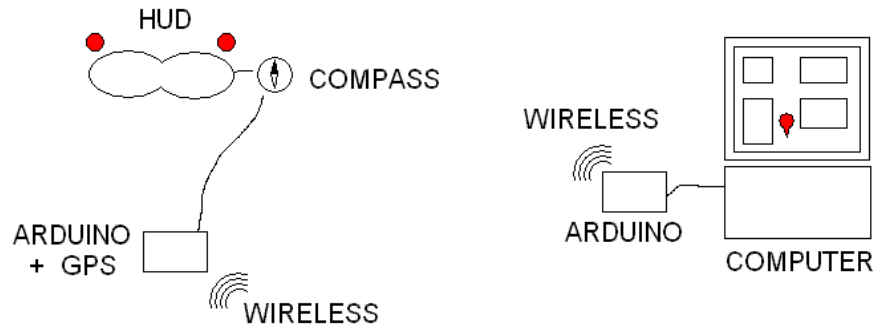 HUD
COMPASS
ARDUINO
+ GPS
WIRELESS
WIRELESS
ARDUINO
COMPUTER